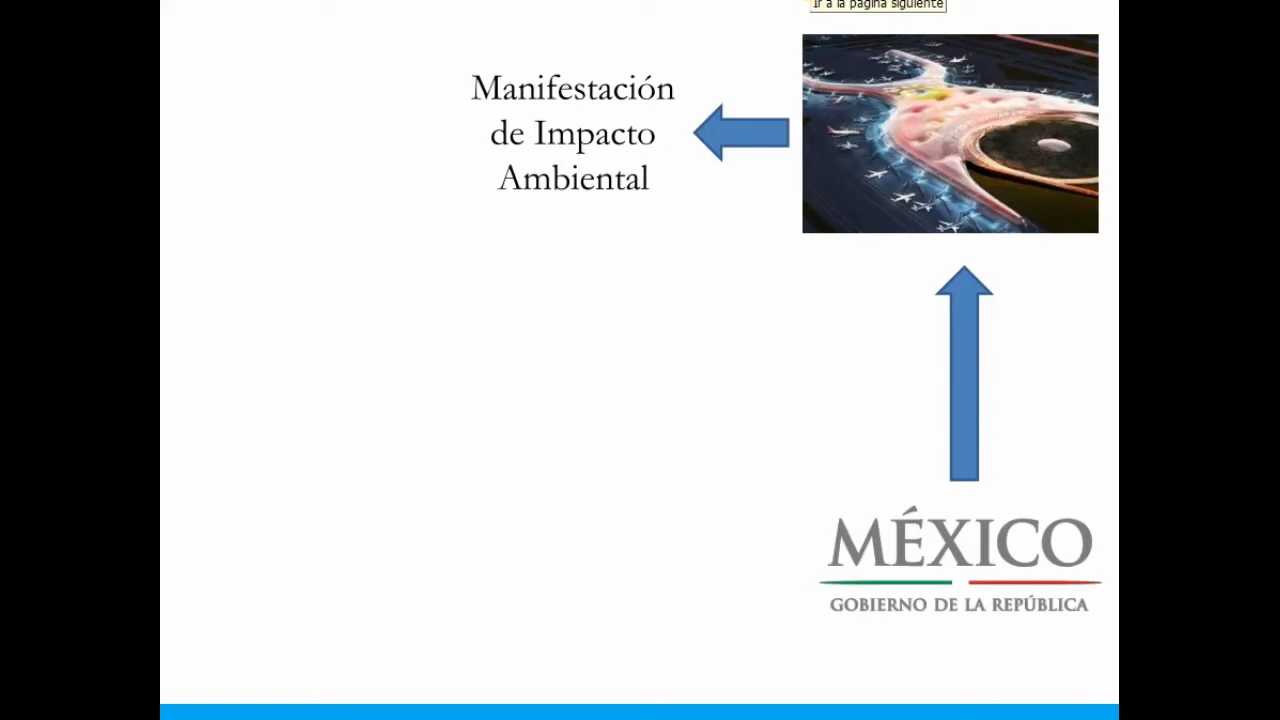 Ir a la página siguiente
Manifestación
de Impacto
Ambiental
MÉXICO
GOBIERNO DE LA REPÚBLICA